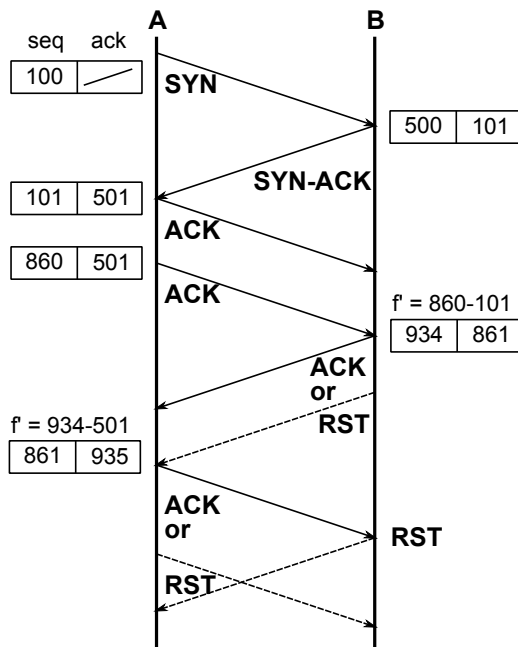 A B
seq ack
100
SYN
500 101
SYN-ACK
101 501
ACK
860 501
ACK
f' = 860-101
934 861
ACK
or
RST
f' = 934-501
861 935
ACK
or
RST
RST